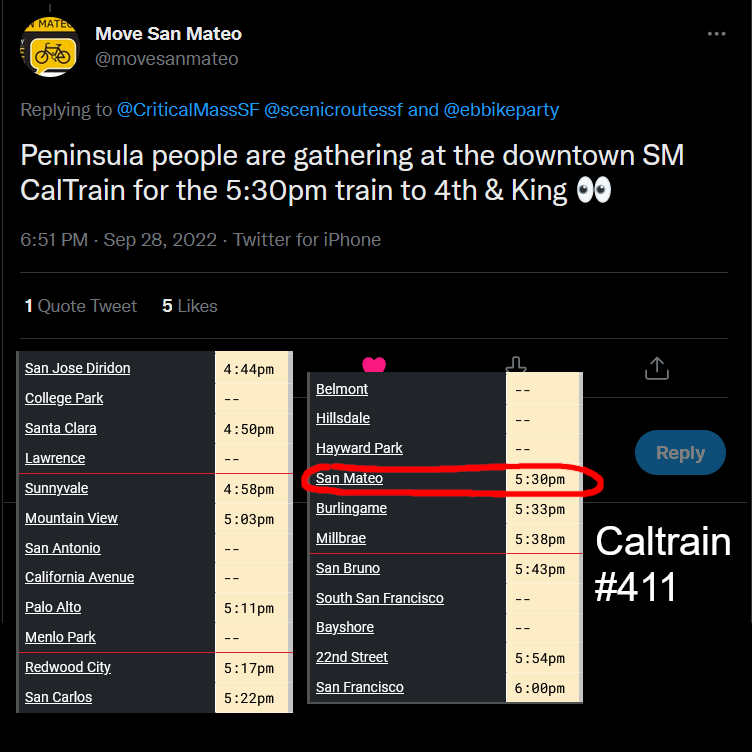 N MATEO
Move San Mateo
@movesanmateo
Replying to @CriticalMassSF @scenicroutessf and @ebbikeparty
Peninsula people are gathering at the downtown SM
CalTrain for the 5:30pm train to 4th & King 👀
6:51 PM · Sep 28, 2022 · Twitter for iPhone
1 Quote Tweet 5 Likes
San Jose Diridon 4:44pm
College Park --
Santa Clara 4:50pm
Lawrence --
Sunnyvale 4:58pm
Mountain View 5:03pm
San Antonio --
California Avenue --
Palo Alto 5:11pm
Menlo Park --
Redwood City 5:17pm
San Carlos 5:22pm
Belmont --
Hillsdale --
Hayward Park --
San Mateo 5:30pm
Burlingame 5:33pm
Millbrae 5:38pm
San Bruno 5:43pm
South San Francisco --
Bayshore --
22nd Street 5:54pm
San Francisco 6:00pm
Reply
Caltrain
#411